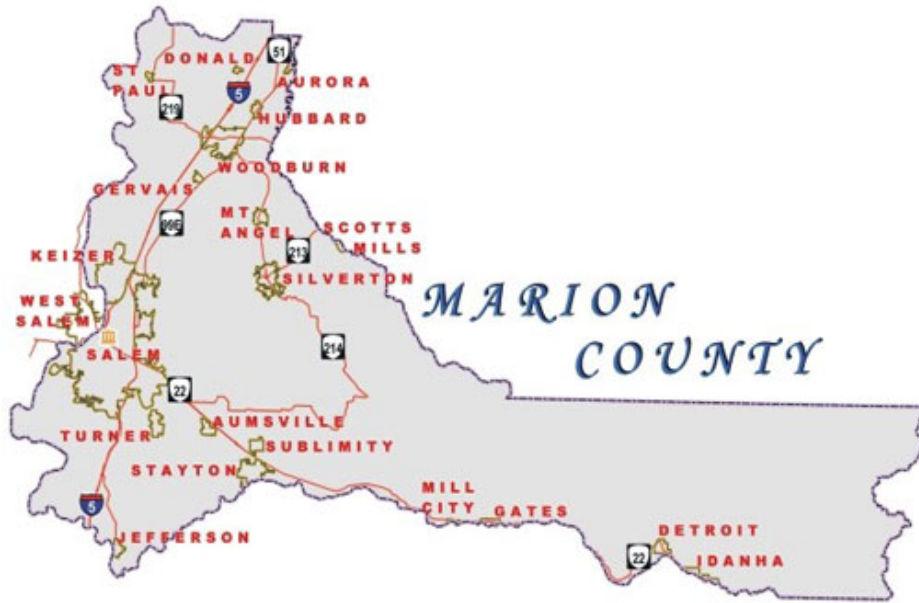 DONALD
51
ST
PAUL
AURORA
5
219
HUBBARD
WOODBURN
GERVAIS
MT
ANGEL
99E
SCOTTS
MILLS
213
KEIZER
SILVERTON
WEST
SALEM
MARION
COUNTY
SALEM
214
22
AUMSVILLE
TURNER
SUBLIMITY
STAYTON
MILL
CITY
GATES
5
JEFFERSON
DETROIT
22
IDANHA